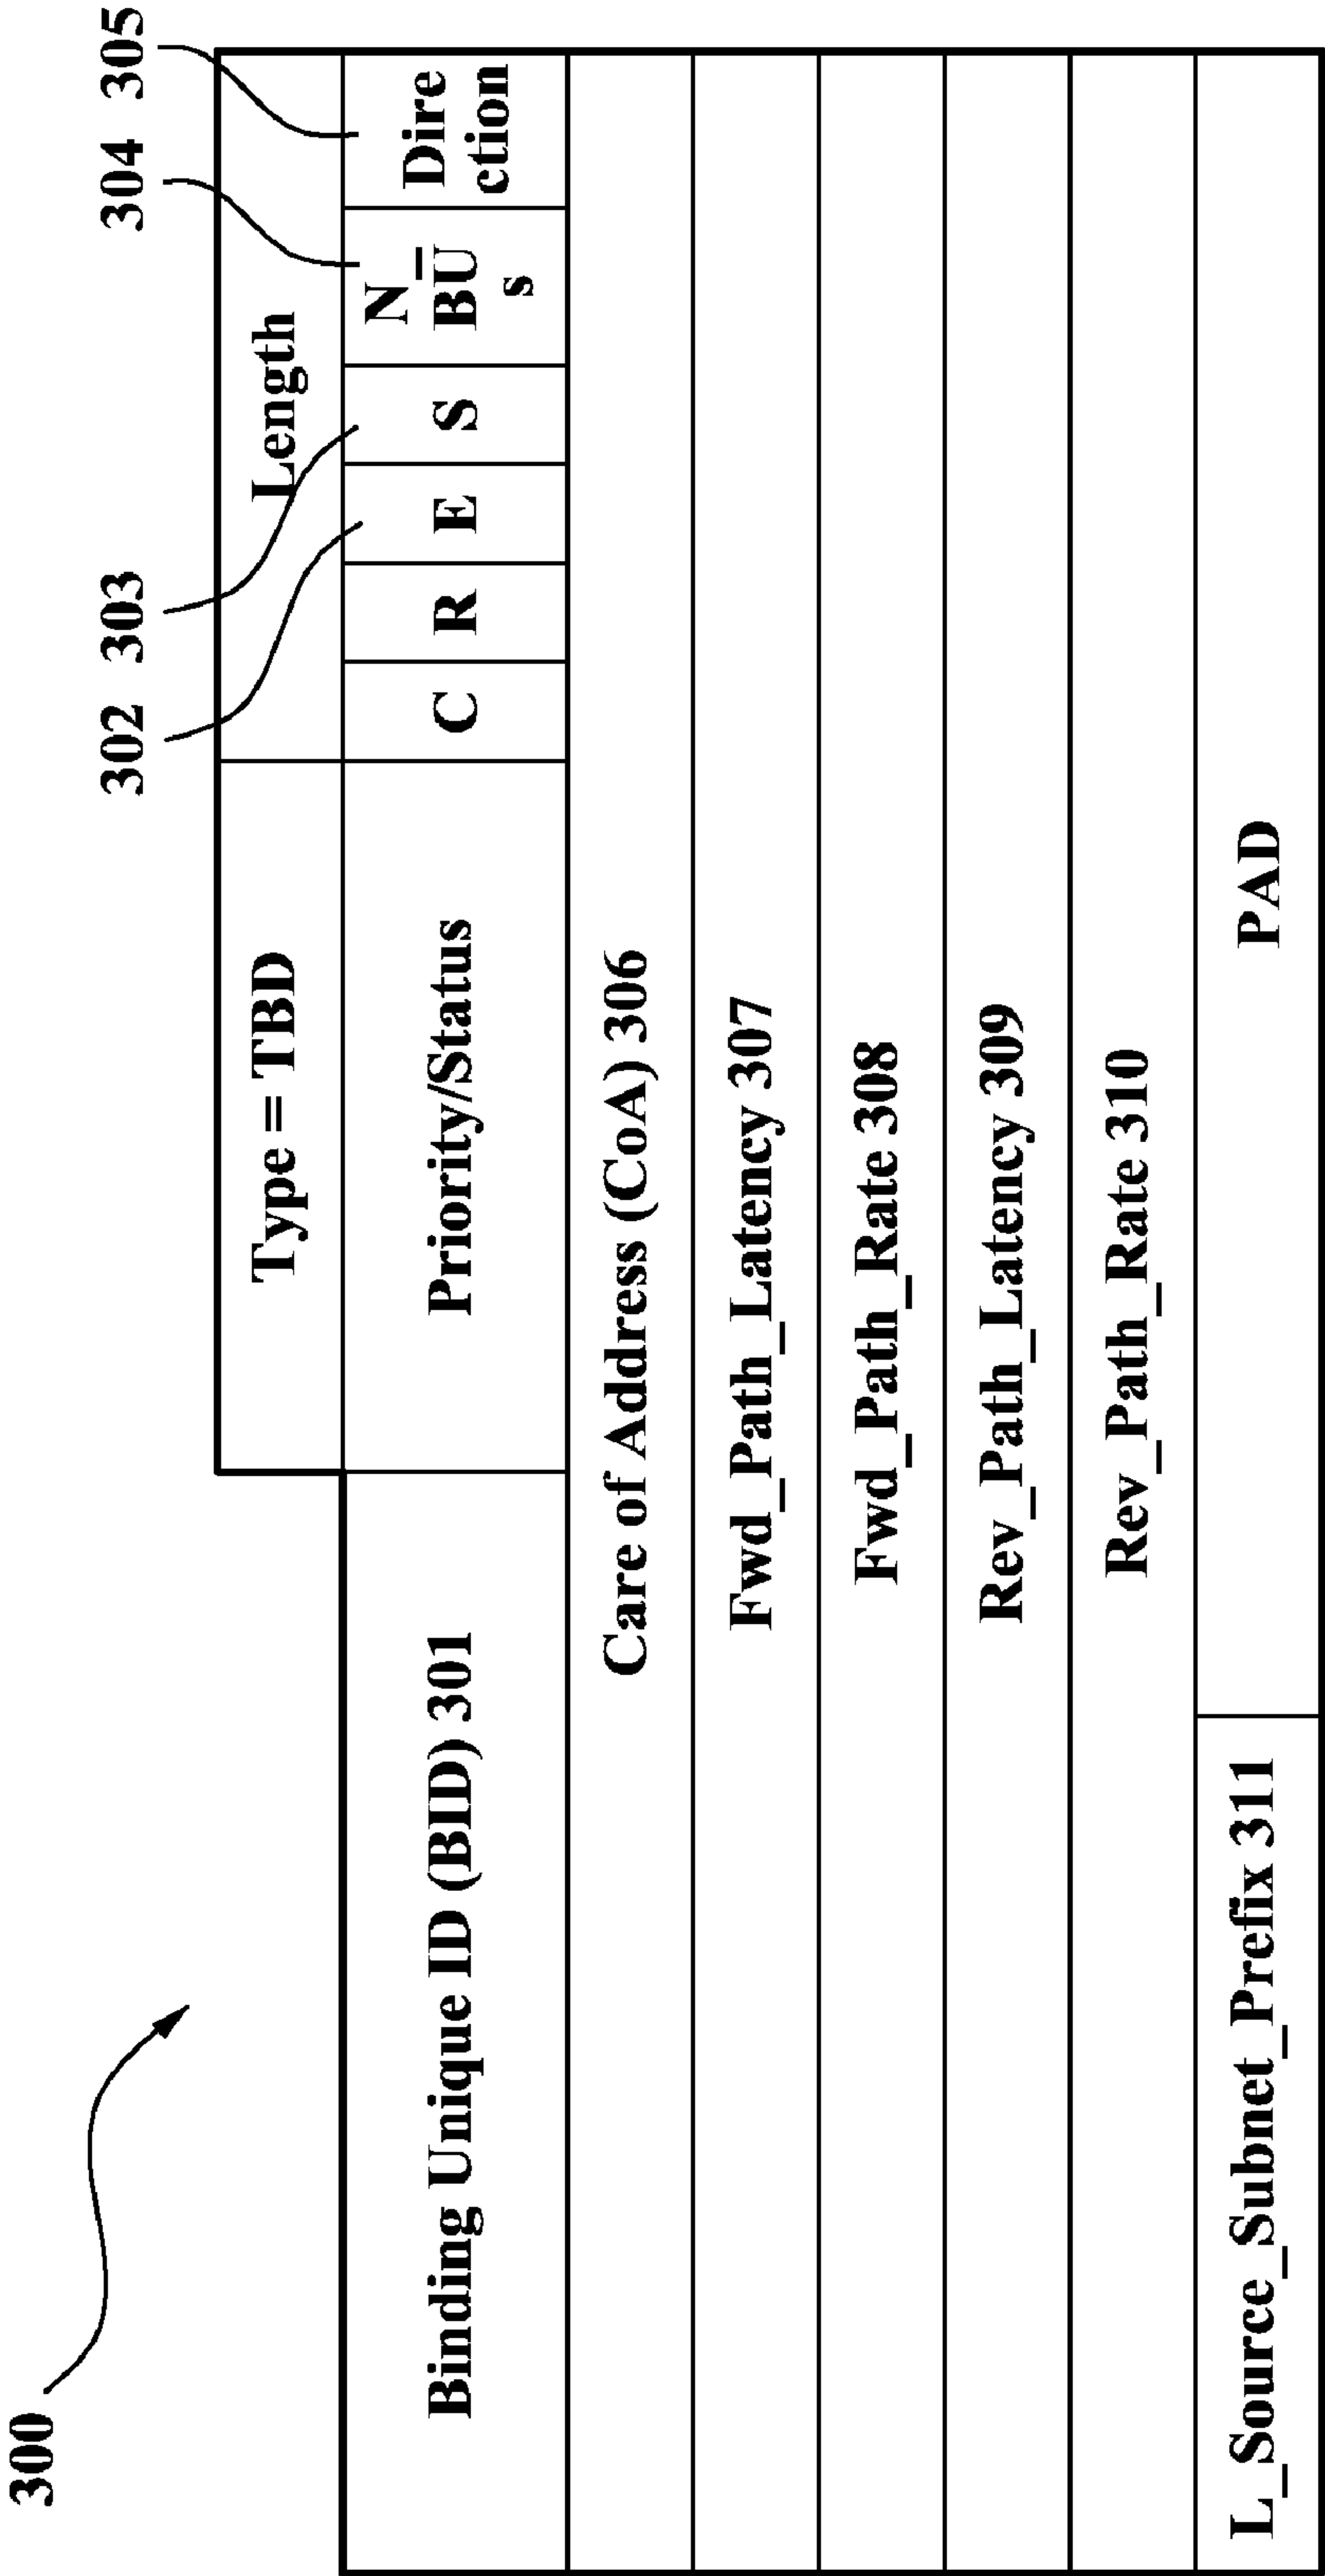 300
302 303 304 305
Type = TBD
Length
Binding Unique ID (BID) 301
Priority/Status
C
R
E
S
N_
BU
s
Dire
ction
Care of Address (CoA) 306
Fwd_Path_Latency 307
Fwd_Path_Rate 308
Rev_Path_Latency 309
Rev_Path_Rate 310
L_Source_Subnet_Prefix 311
PAD